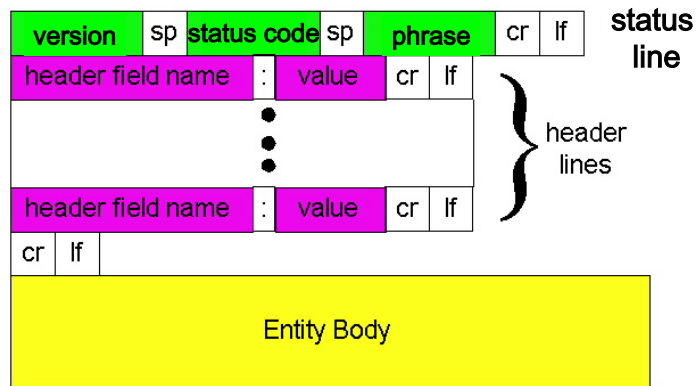 version sp status code sp phrase cr lf status line
header field name : value cr lf
header lines
header field name : value cr lf
cr lf
Entity Body